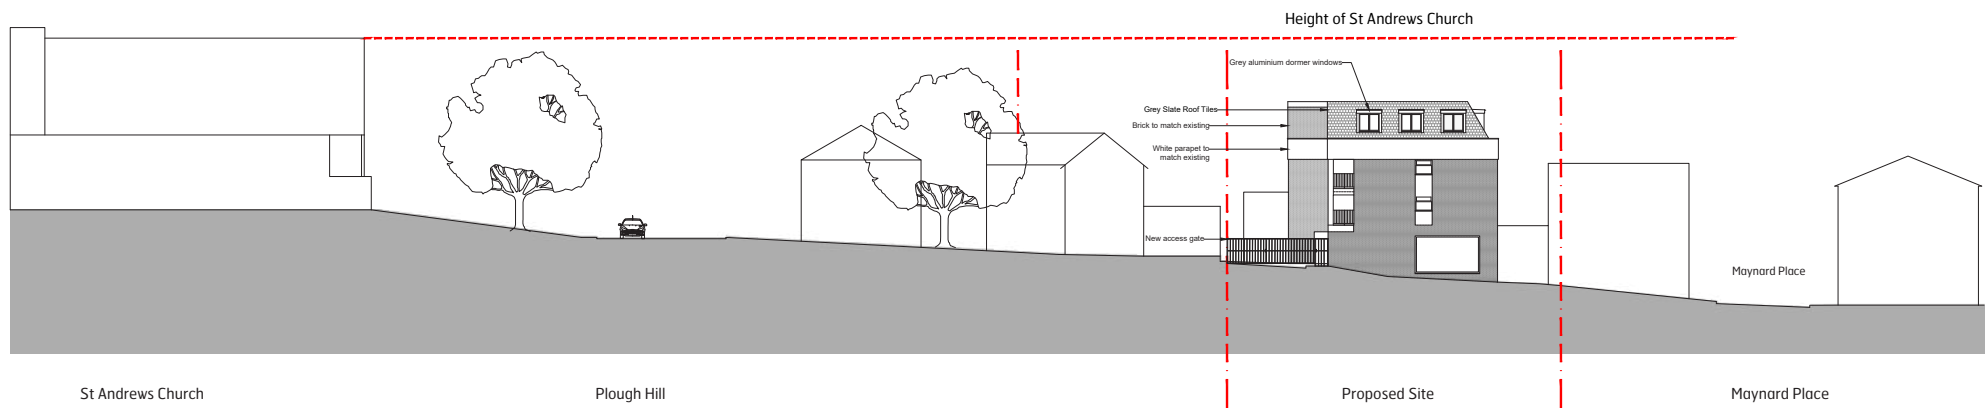 Height of St Andrews Church
Grey aluminium dormer windows
Grey Slate Roof Tiles
Brick to match existing
White parapet to
match existing
New access gate
Maynard Place
St Andrews Church
Plough Hill
Proposed Site
Maynard Place